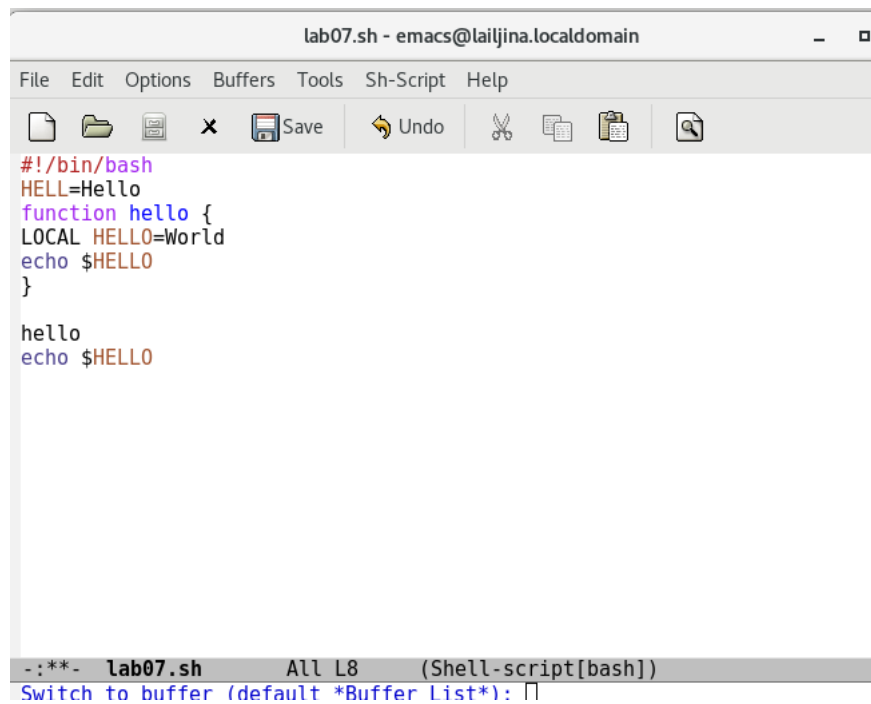 lab07.sh - emacs@lailjina.localdomain
File Edit Options Buffers Tools Sh-Script Help
Save Undo
#!/bin/bash
HELL=Hello
function hello {
LOCAL HELLO=World
echo $HELLO
}
hello
echo $HELLO
-:**- lab07.sh All L8 (Shell-script[bash])
Switch to buffer (default *Buffer List*):